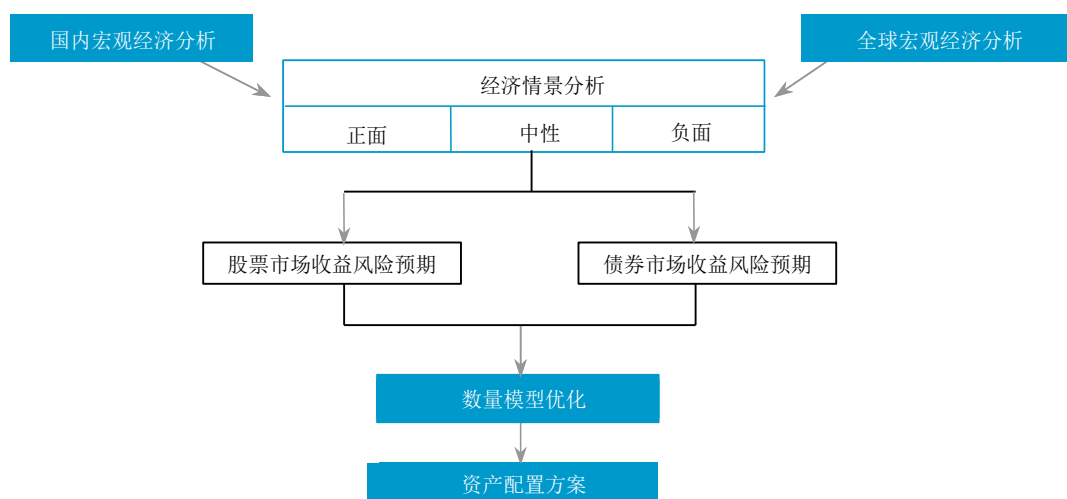 国内宏观经济分析
全球宏观经济分析
经济情景分析
正面
中性
负面
股票市场收益风险预期
债券市场收益风险预期
数量模型优化
资产配置方案